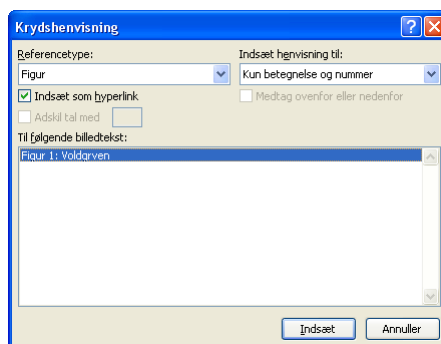 Krydshenvisning
Referencetype:
Indsæt henvisning til:
Figur
Kun betegnelse og nummer
Indsæt som hyperlink
Medtag ovenfor eller nedenfor
Adskil tal med
Til følgende billedtekst:
Figur 1: Voldgrven
Indsæt
Annuller